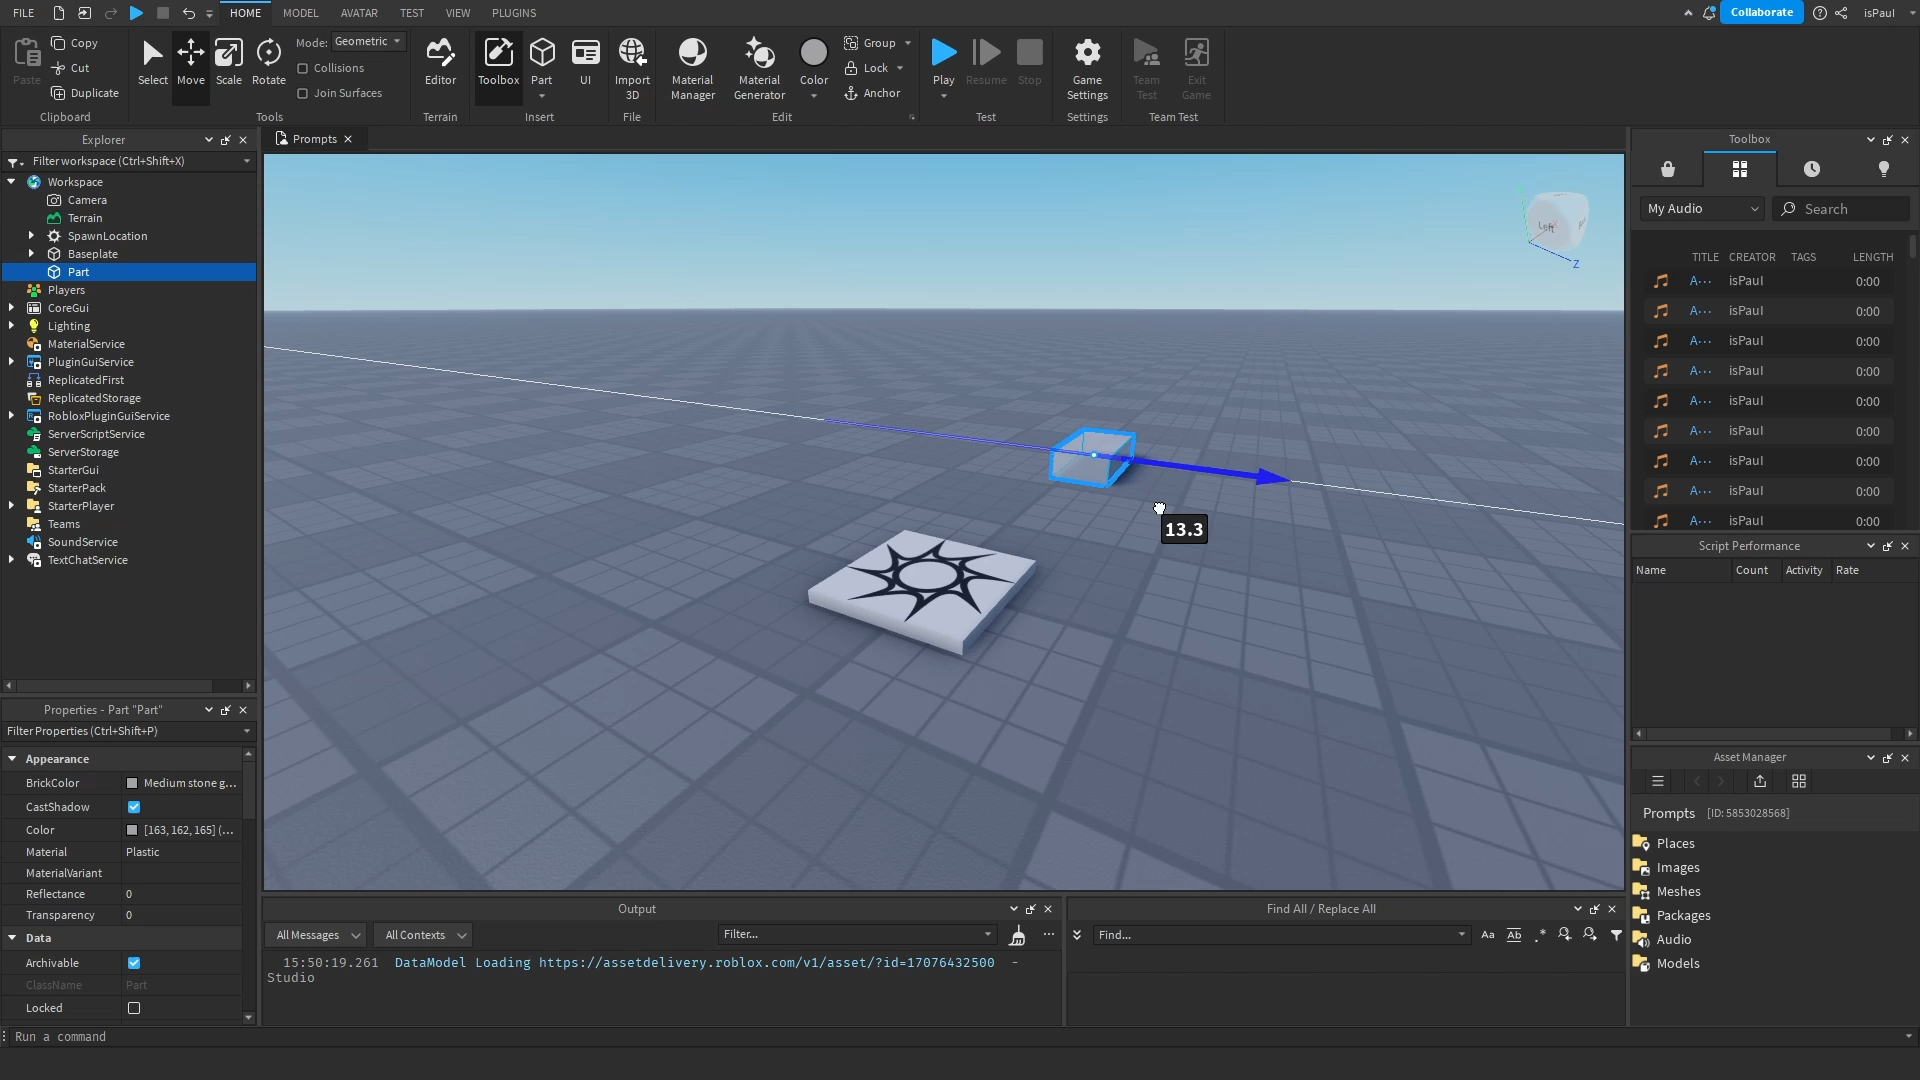 FILE HOME MODEL AVATAR TEST VIEW PLUGINS Collaborate isPaul
Paste Copy Cut Duplicate Clipboard
Select Move Scale Rotate Mode: Geometric Collisions Join Surfaces Tools
Editor Terrain
Toolbox Part UI Insert
Import 3D File
Material Manager Material Generator Color Group Lock Anchor Edit
Play Resume Stop Test
Game Settings Settings
Team Test Exit Game Team Test
Explorer
Filter workspace (Ctrl+Shift+X)
Workspace
Camera
Terrain
SpawnLocation
Baseplate
Part
Players
CoreGui
Lighting
MaterialService
PluginGuiService
ReplicatedFirst
ReplicatedStorage
RobloxPluginGuiService
ServerScriptService
ServerStorage
StarterGui
StarterPack
StarterPlayer
Teams
SoundService
TextChatService
Properties - Part "Part"
Filter Properties (Ctrl+Shift+P)
Appearance
BrickColor Medium stone g...
CastShadow
Color [163, 162, 165] (...
Material Plastic
MaterialVariant
Reflectance 0
Transparency 0
Data
Archivable
ClassName Part
Locked
Prompts
Left
Z
13.3
Output
All Messages All Contexts Filter...
15:50:19.261 DataModel Loading https://assetdelivery.roblox.com/v1/asset/?id=17076432500 -
Studio
Find All / Replace All
Find... Aa Ab .*
Toolbox
My Audio Search
TITLE CREATOR TAGS LENGTH
A... isPaul 0:00
A... isPaul 0:00
A... isPaul 0:00
A... isPaul 0:00
A... isPaul 0:00
A... isPaul 0:00
A... isPaul 0:00
A... isPaul 0:00
A... isPaul 0:00
Script Performance
Name Count Activity Rate
Asset Manager
Prompts [ID: 5853028568]
Places
Images
Meshes
Packages
Audio
Models
Run a command